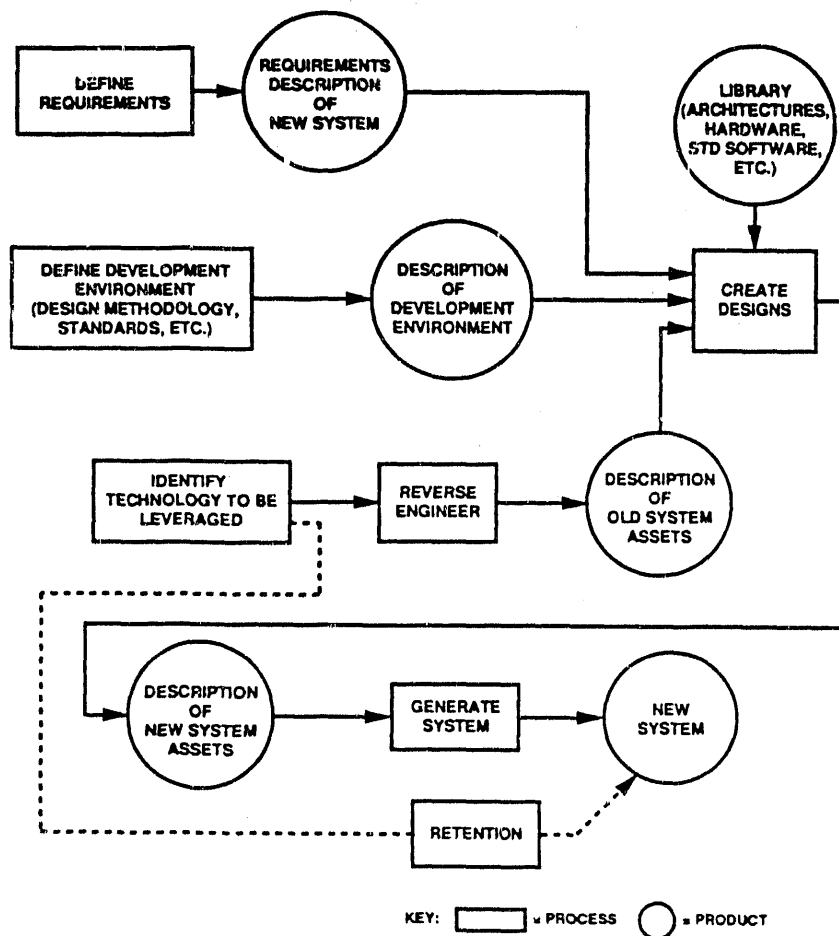 DEFINE
REQUIREMENTS
REQUIREMENTS
DESCRIPTION
OF
NEW SYSTEM
LIBRARY
(ARCHITECTURES,
HARDWARE,
STD SOFTWARE,
ETC.)
DEFINE DEVELOPMENT
ENVIRONMENT
(DESIGN METHODOLOGY,
STANDARDS, ETC.)
DESCRIPTION
OF
DEVELOPMENT
ENVIRONMENT
CREATE
DESIGNS
IDENTIFY
TECHNOLOGY TO BE
LEVERAGED
REVERSE
ENGINEER
DESCRIPTION
OF
OLD SYSTEM
ASSETS
DESCRIPTION
OF
NEW SYSTEM
ASSETS
GENERATE
SYSTEM
NEW
SYSTEM
RETENTION
KEY: = PROCESS = PRODUCT